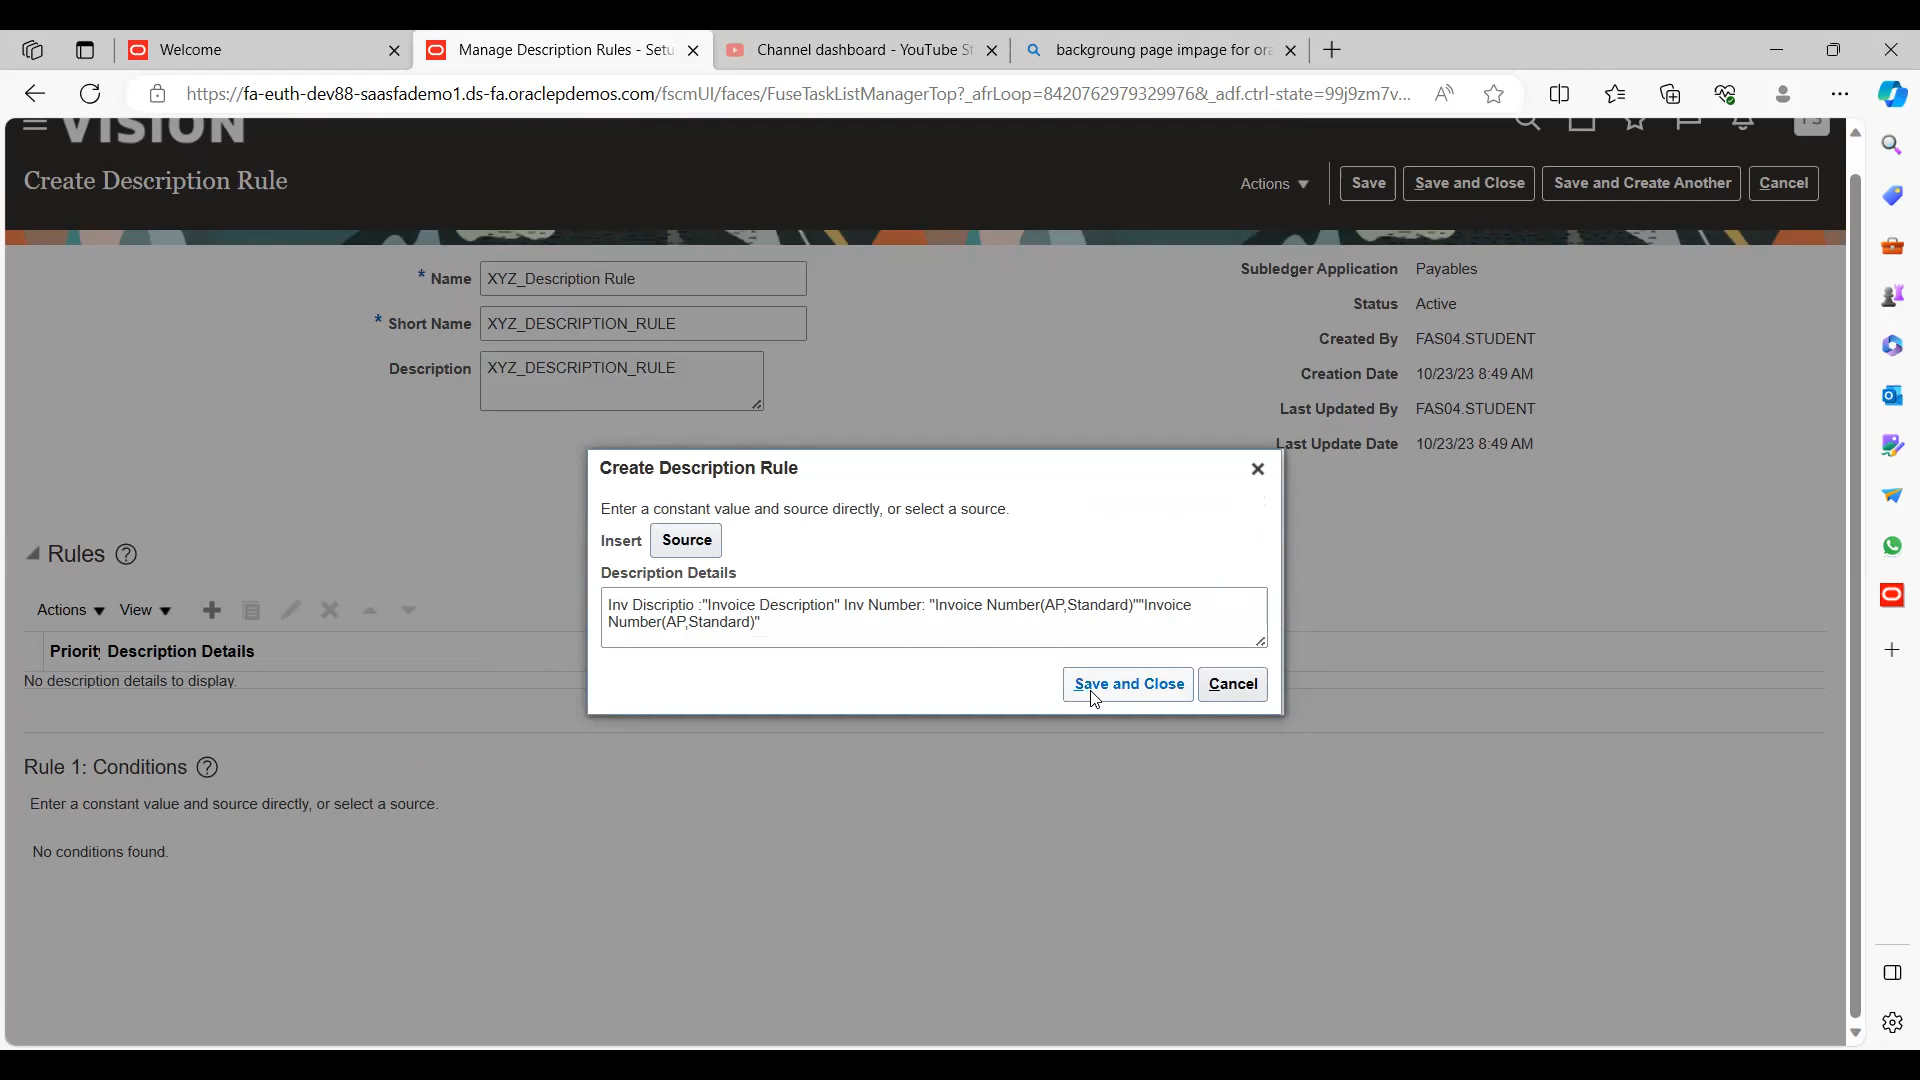 Welcome
Manage Description Rules - Setu
Channel dashboard - YouTube St
backgroung page impage for ora
https://fa-euth-dev88-saasfademo1.ds-fa.oraclepdemos.com/fscmUI/faces/FuseTaskListManagerTop?_afrLoop=84207629793299768&_adf.ctrl-state=99j9zm7v...
VISION
Create Description Rule
Actions
Save
Save and Close
Save and Create Another
Cancel
* Name XYZ_Description Rule
* Short Name XYZ_DESCRIPTION_RULE
Description XYZ_DESCRIPTION_RULE
Subledger Application Payables
Status Active
Created By FAS04.STUDENT
Creation Date 10/23/23 8:49 AM
Last Updated By FAS04.STUDENT
Last Update Date 10/23/23 8:49 AM
Create Description Rule
Enter a constant value and source directly, or select a source.
Insert Source
Description Details
Inv Discriptio :"Invoice Description" Inv Number: "Invoice Number(AP,Standard)""Invoice
Number(AP,Standard)"
Save and Close
Cancel
Rules
Actions View
Priority Description Details
No description details to display.
Rule 1: Conditions
Enter a constant value and source directly, or select a source.
No conditions found.